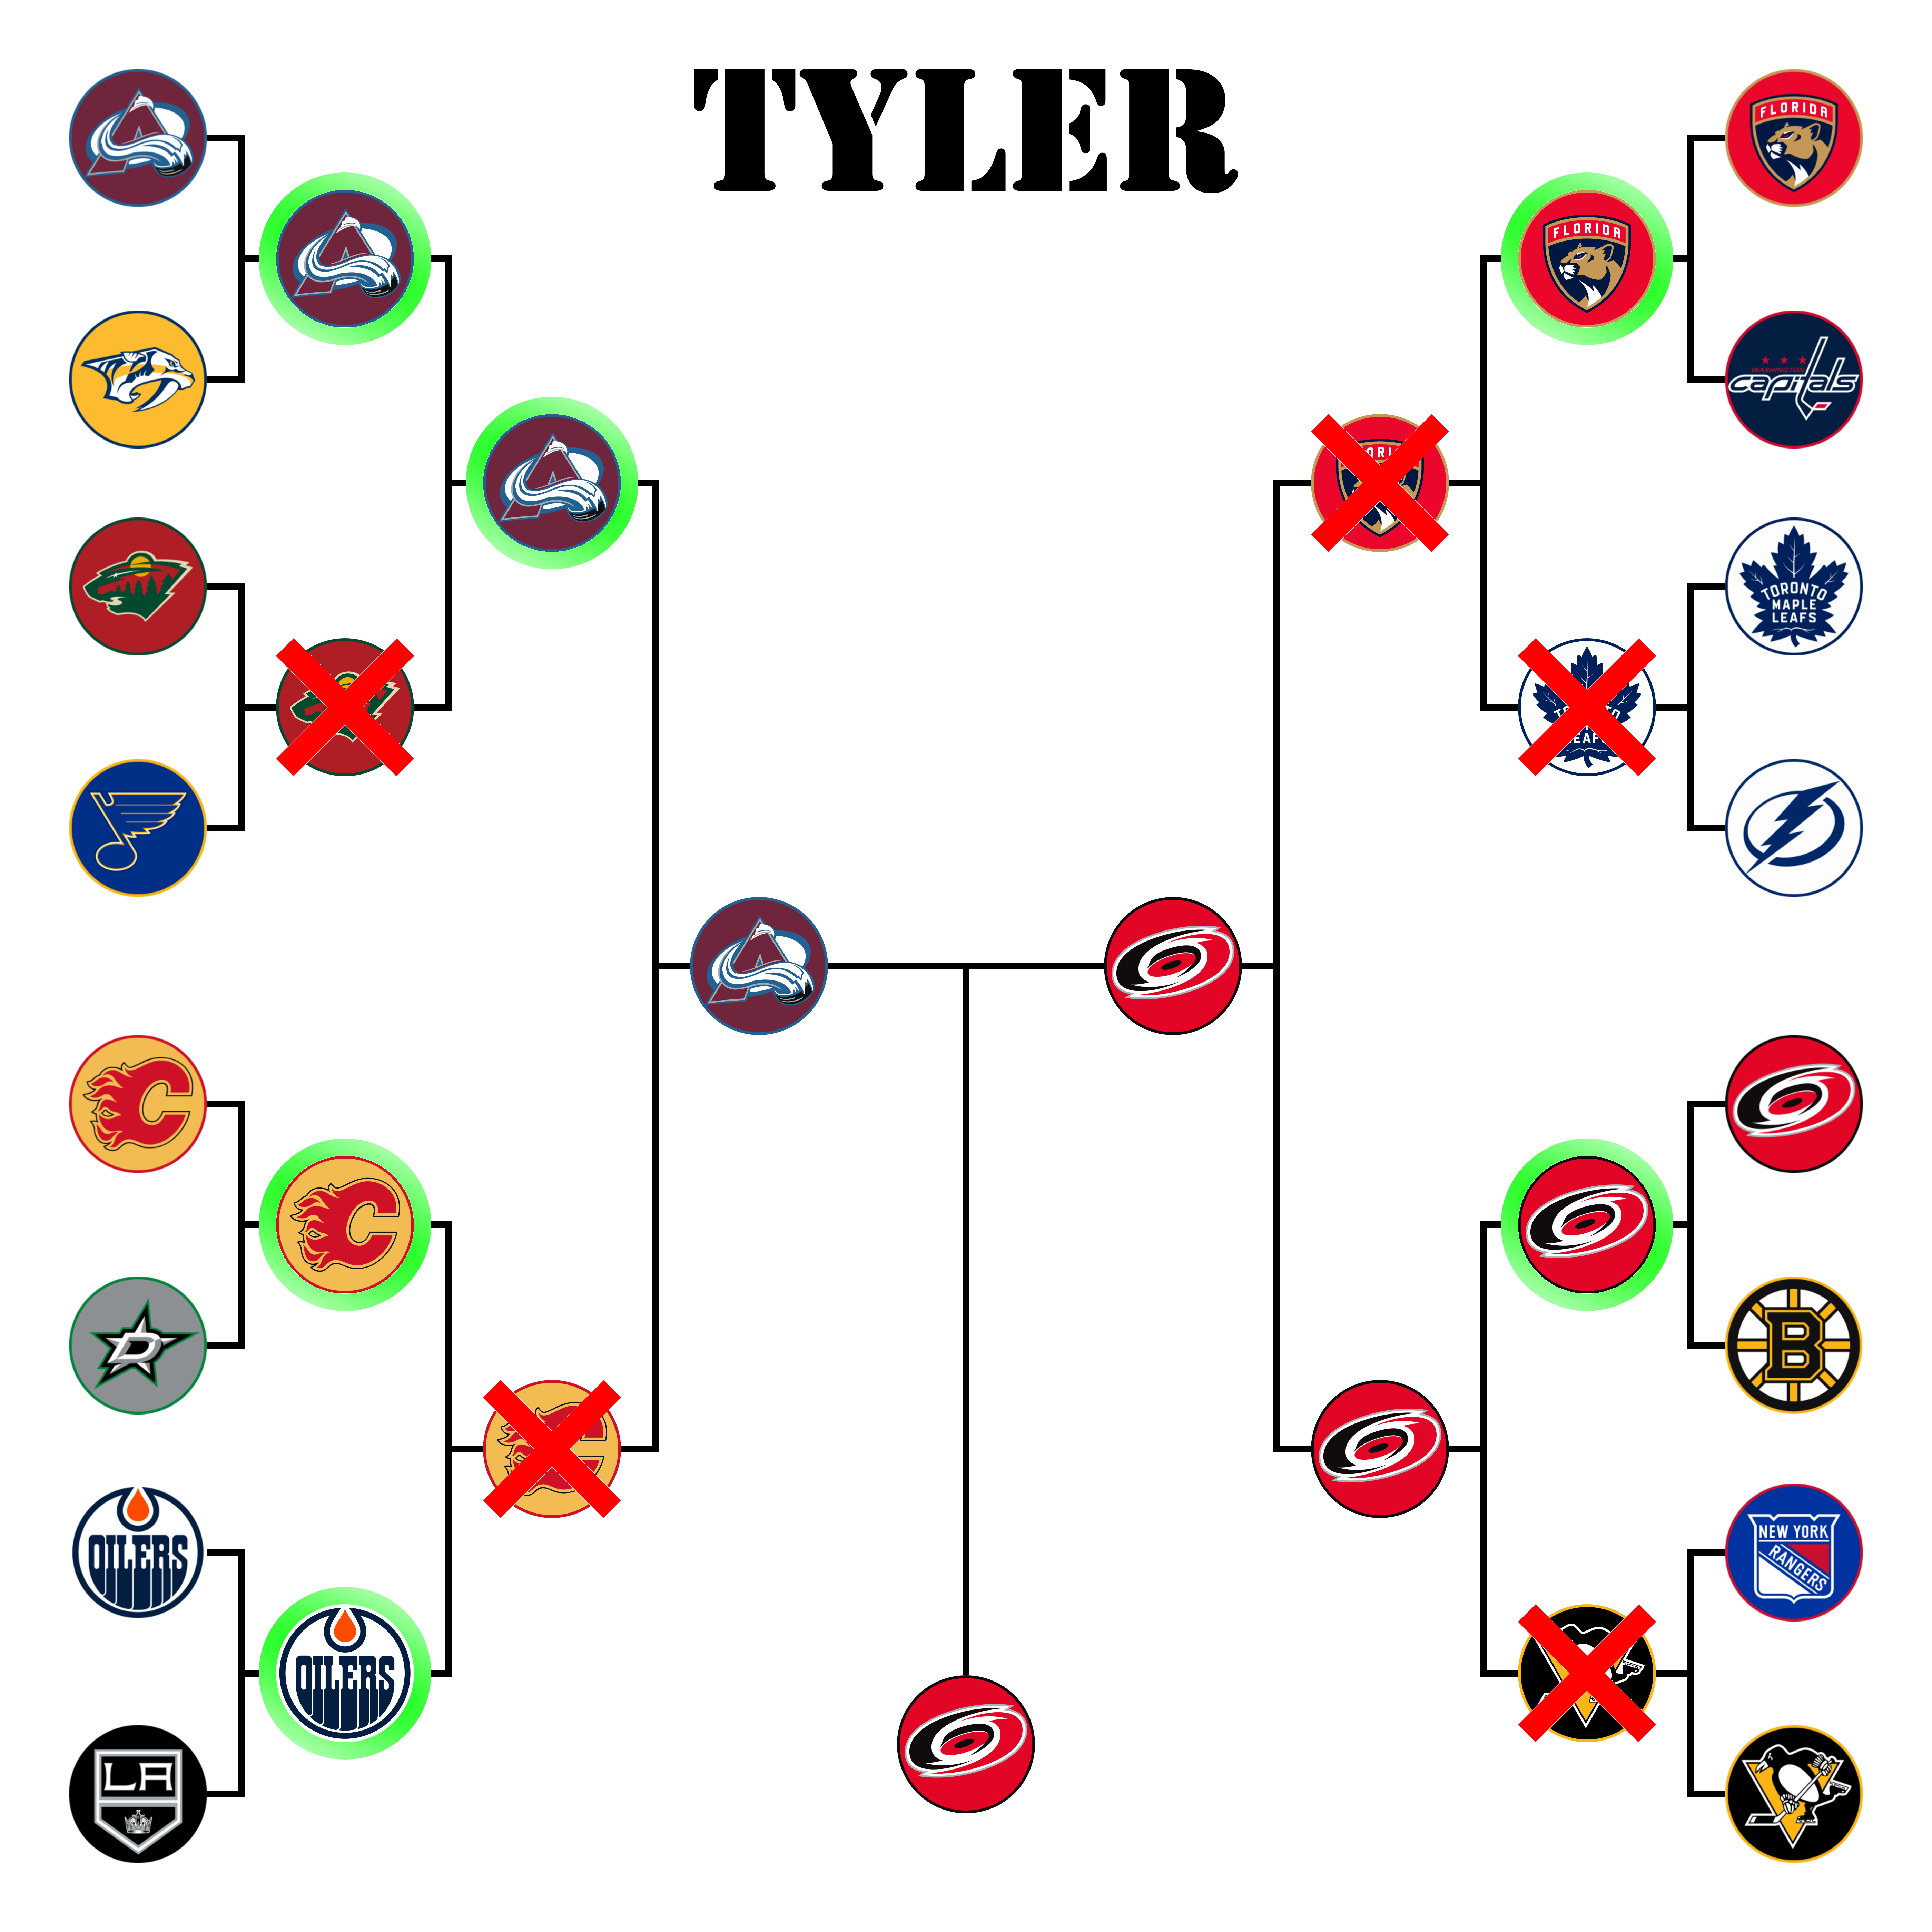 TYLER
FLORIDA
FLORIDA
WASHINGTON
capitals
TORONTO
MAPLE
LEAFS
C
C
D
B
OILERS
NEW YORK
RANGERS
OILERS
LA